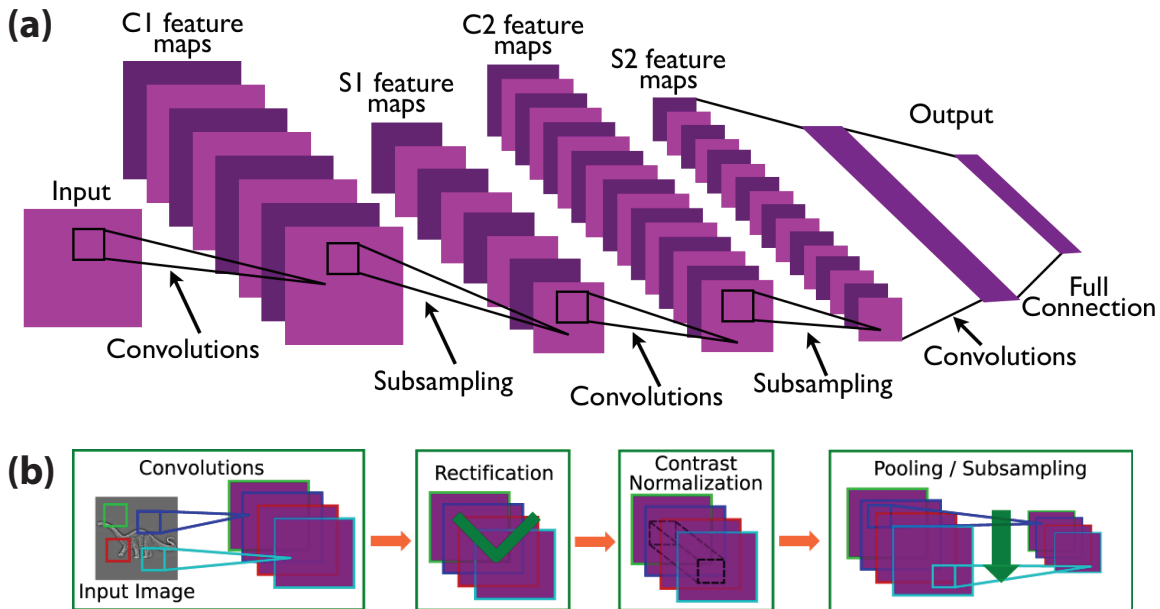 (a)
C1 feature
maps
S1 feature
maps
C2 feature
maps
S2 feature
maps
Output
Input
Convolutions
Subsampling
Convolutions
Subsampling
Convolutions
Full
Connection
(b)
Convolutions
Input Image
Rectification
Contrast
Normalization
Pooling / Subsampling